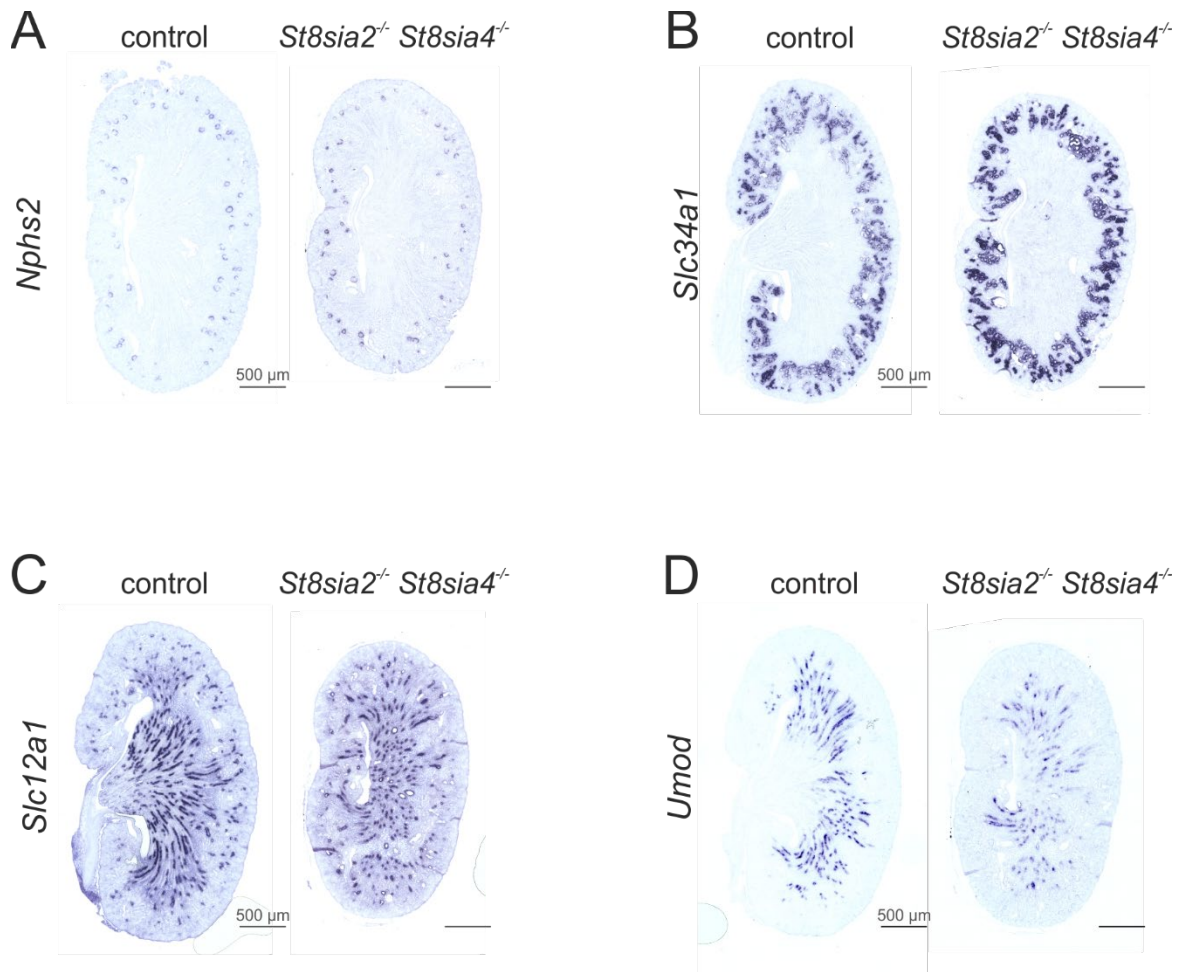 A
control St8sia2-/- St8sia4-/-
Nphs2
500 µm
B
control St8sia2-/- St8sia4-/-
Slc34a1
500 µm
C
control St8sia2-/- St8sia4-/-
Slc12a1
500 µm
D
control St8sia2-/- St8sia4-/-
Umod
500 µm